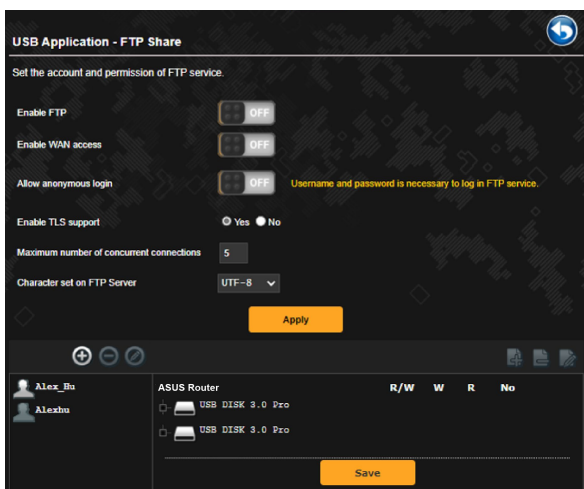 USB Application - FTP Share
Set the account and permission of FTP service.
Enable FTP OFF
Enable WAN access OFF
Allow anonymous login OFF Username and password is necessary to log in FTP service.
Enable TLS support Yes No
Maximum number of concurrent connections 5
Character set on FTP Server UTF-8
Apply
Alex_Hu
Alexhu
ASUS Router R/W W R No
USB DISK 3.0 Pro
USB DISK 3.0 Pro
Save